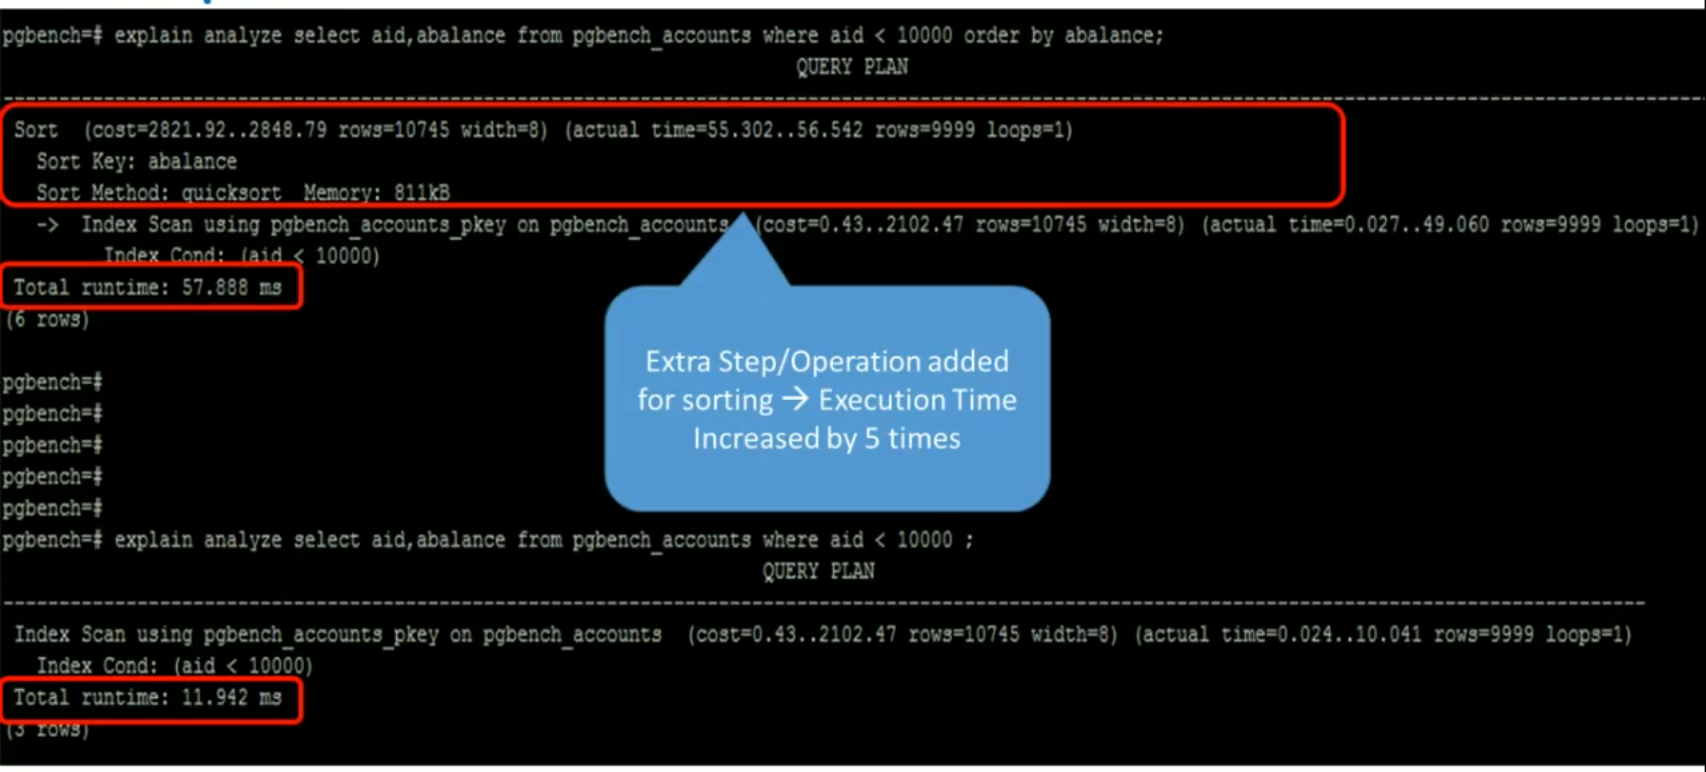 pgbench=# explain analyze select aid,abalance from pgbench_accounts where aid < 10000 order by abalance;
QUERY PLAN
Sort (cost=2821.92..2848.79 rows=10745 width=8) (actual time=55.302..56.542 rows=9999 loops=1)
Sort Key: abalance
Sort Method: quicksort Memory: 811kB
-> Index Scan using pgbench_accounts_pkey on pgbench_accounts (cost=0.43..2102.47 rows=10745 width=8) (actual time=0.027..49.060 rows=9999 loops=1)
Index Cond: (aid < 10000)
Total runtime: 57.888 ms
(6 rows)
Extra Step/Operation added
for sorting → Execution Time
Increased by 5 times
pgbench=#
pgbench=#
pgbench=#
pgbench=#
pgbench=#
pgbench=# explain analyze select aid,abalance from pgbench_accounts where aid < 10000 ;
QUERY PLAN
Index Scan using pgbench_accounts_pkey on pgbench_accounts (cost=0.43..2102.47 rows=10745 width=8) (actual time=0.024..10.041 rows=9999 loops=1)
Index Cond: (aid < 10000)
Total runtime: 11.942 ms
(3 rows)